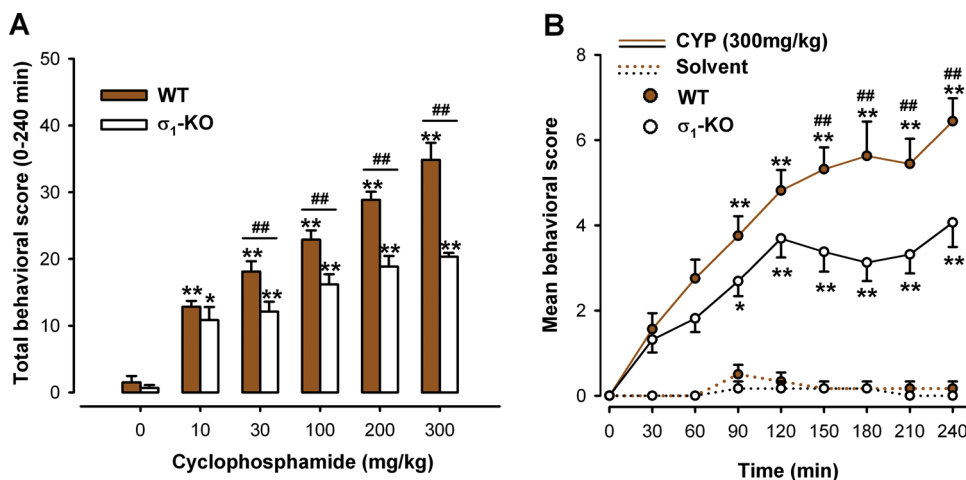 A
Total behavioral score (0-240 min)
50
40
30
20
10
0
WT
σ₁-KO
** *
##
**
**
##
**
**
##
**
**
##
**
**
0 10 30 100 200 300
Cyclophosphamide (mg/kg)
B
Mean behavioral score
8
6
4
2
0
CYP (300mg/kg)
Solvent
WT
σ₁-KO
**
**
##
**
##
**
##
**
##
**
*
**
**
**
**
**
0 30 60 90 120 150 180 210 240
Time (min)